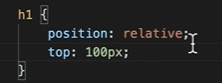 h1 {
position: relative;
top: 100px;
}